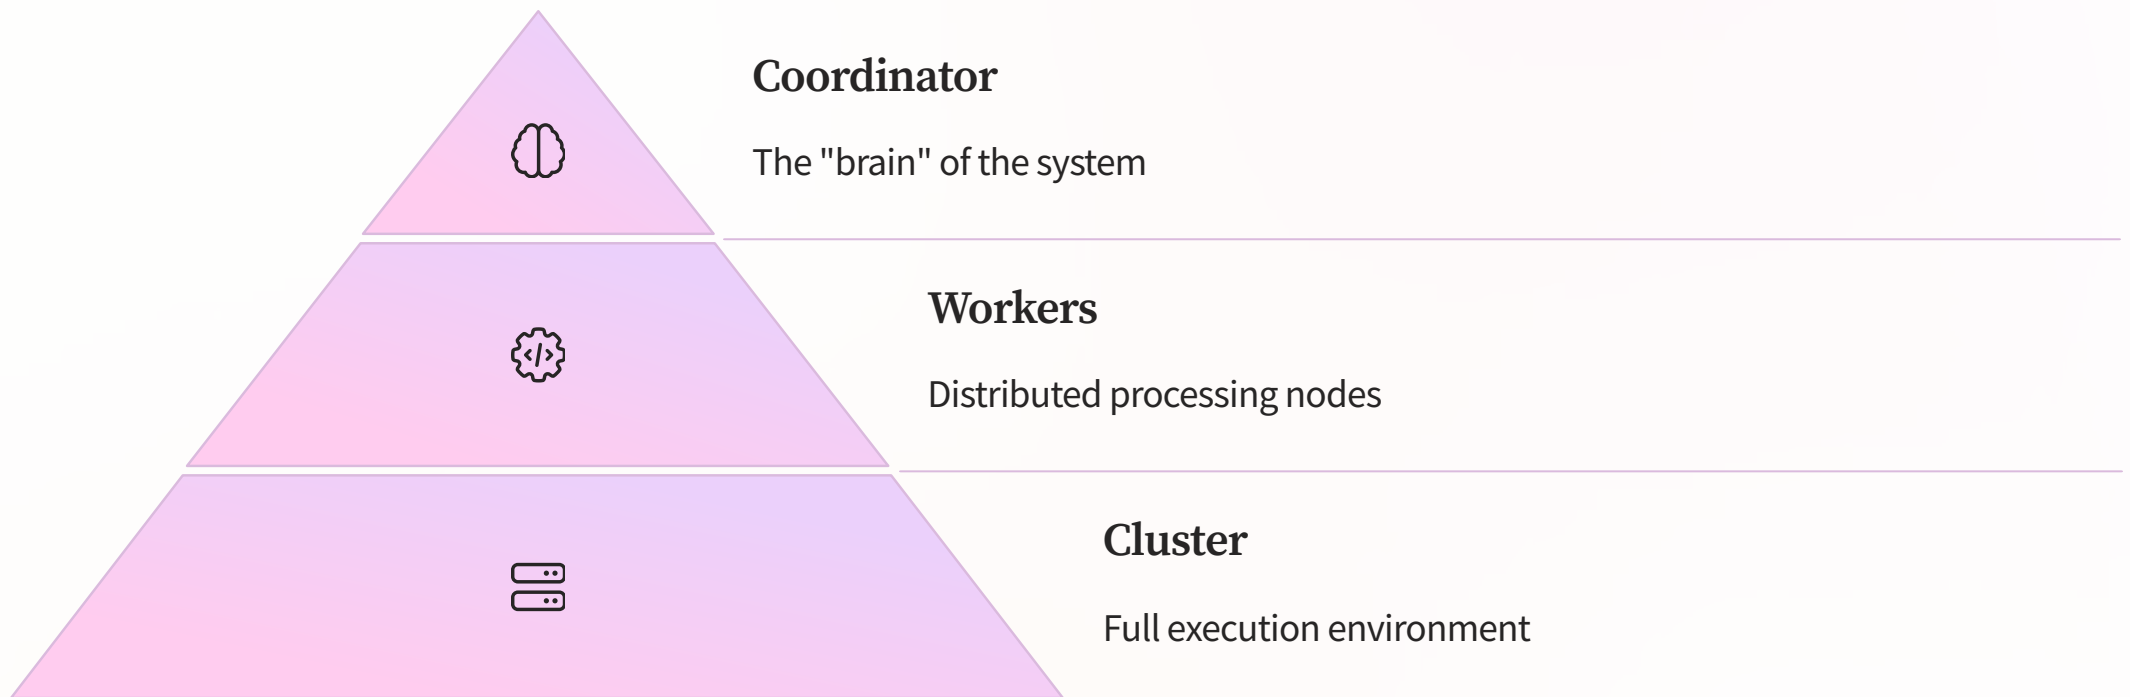 Coordinator
The "brain" of the system
Workers
Distributed processing nodes
Cluster
Full execution environment